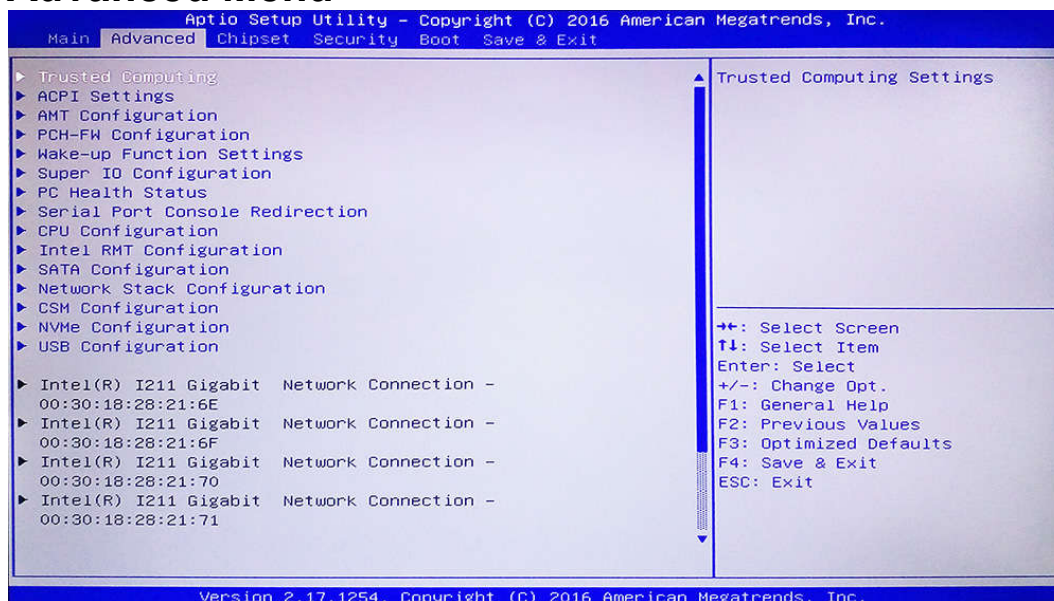 Advanced Menu
Aptio Setup Utility – Copyright (C) 2016 American Megatrends, Inc.
Main Advanced Chipset Security Boot Save & Exit
▶ Trusted Computing
▶ ACPI Settings
▶ AMT Configuration
▶ PCH-FW Configuration
▶ Wake-up Function Settings
▶ Super IO Configuration
▶ PC Health Status
▶ Serial Port Console Redirection
▶ CPU Configuration
▶ Intel RMT Configuration
▶ SATA Configuration
▶ Network Stack Configuration
▶ CSM Configuration
▶ NVMe Configuration
▶ USB Configuration
▶ Intel(R) I211 Gigabit Network Connection –
00:30:18:28:21:6E
▶ Intel(R) I211 Gigabit Network Connection –
00:30:18:28:21:6F
▶ Intel(R) I211 Gigabit Network Connection –
00:30:18:28:21:70
▶ Intel(R) I211 Gigabit Network Connection –
00:30:18:28:21:71
Trusted Computing Settings
→←: Select Screen
↑↓: Select Item
Enter: Select
+/-: Change Opt.
F1: General Help
F2: Previous Values
F3: Optimized Defaults
F4: Save & Exit
ESC: Exit
Version 2.17.1254. Copyright (C) 2016 American Megatrends, Inc.